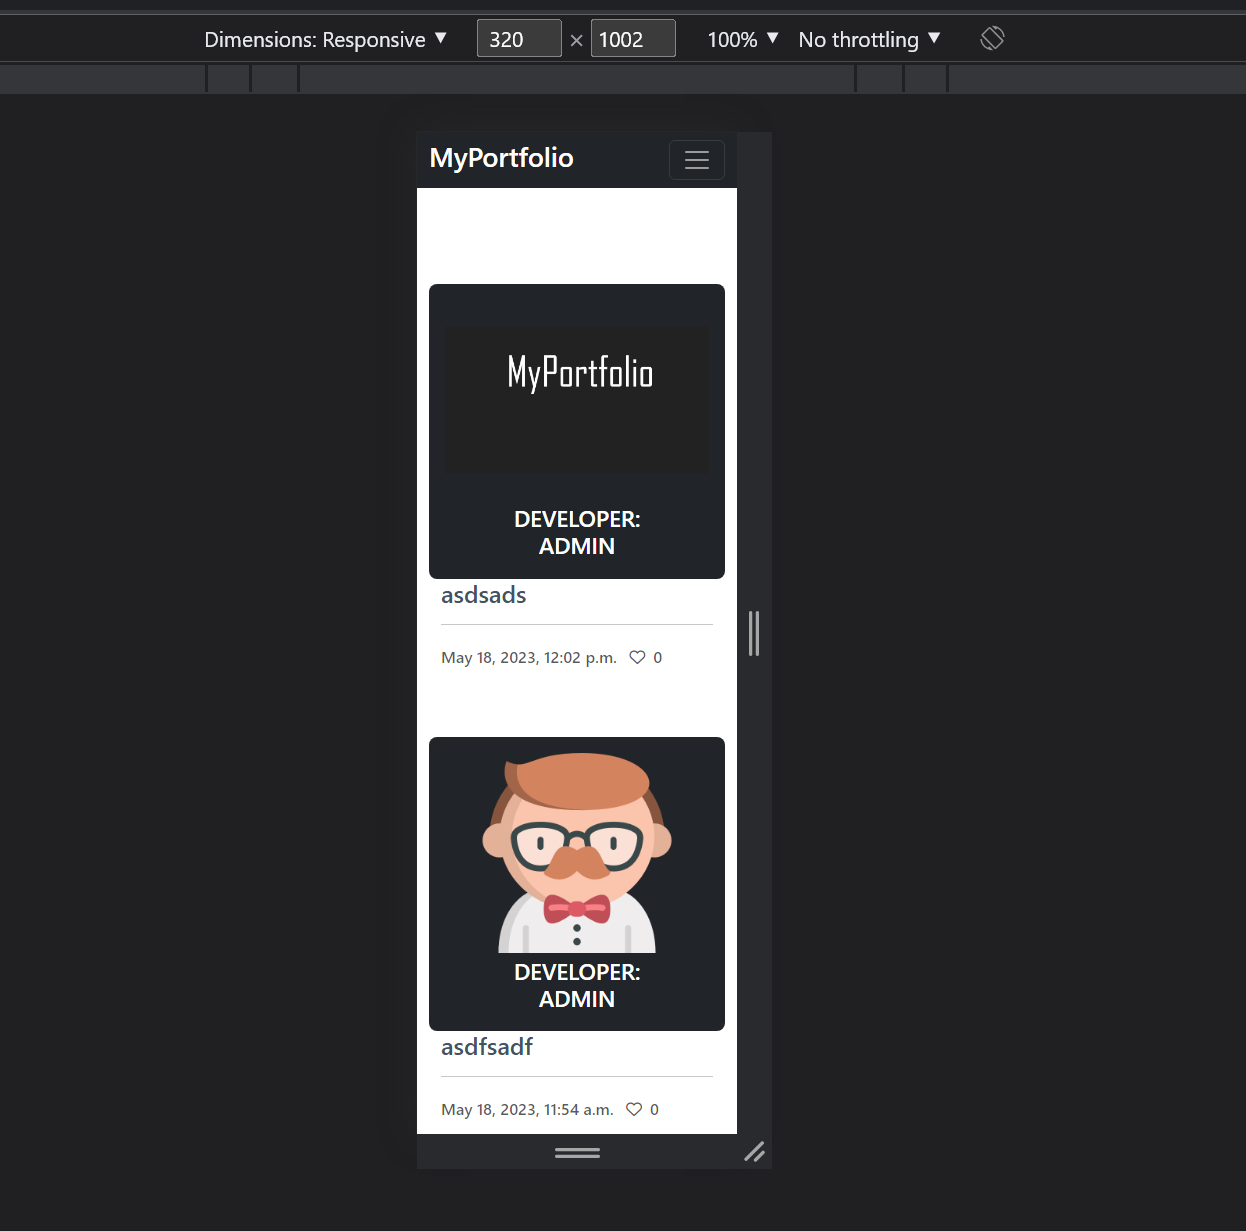 Dimensions: Responsive ▼ 320 × 1002 100% ▼ No throttling ▼
MyPortfolio
MyPortfolio
DEVELOPER:
ADMIN
asdsads
May 18, 2023, 12:02 p.m. 0
DEVELOPER:
ADMIN
asdfsadf
May 18, 2023, 11:54 a.m. 0